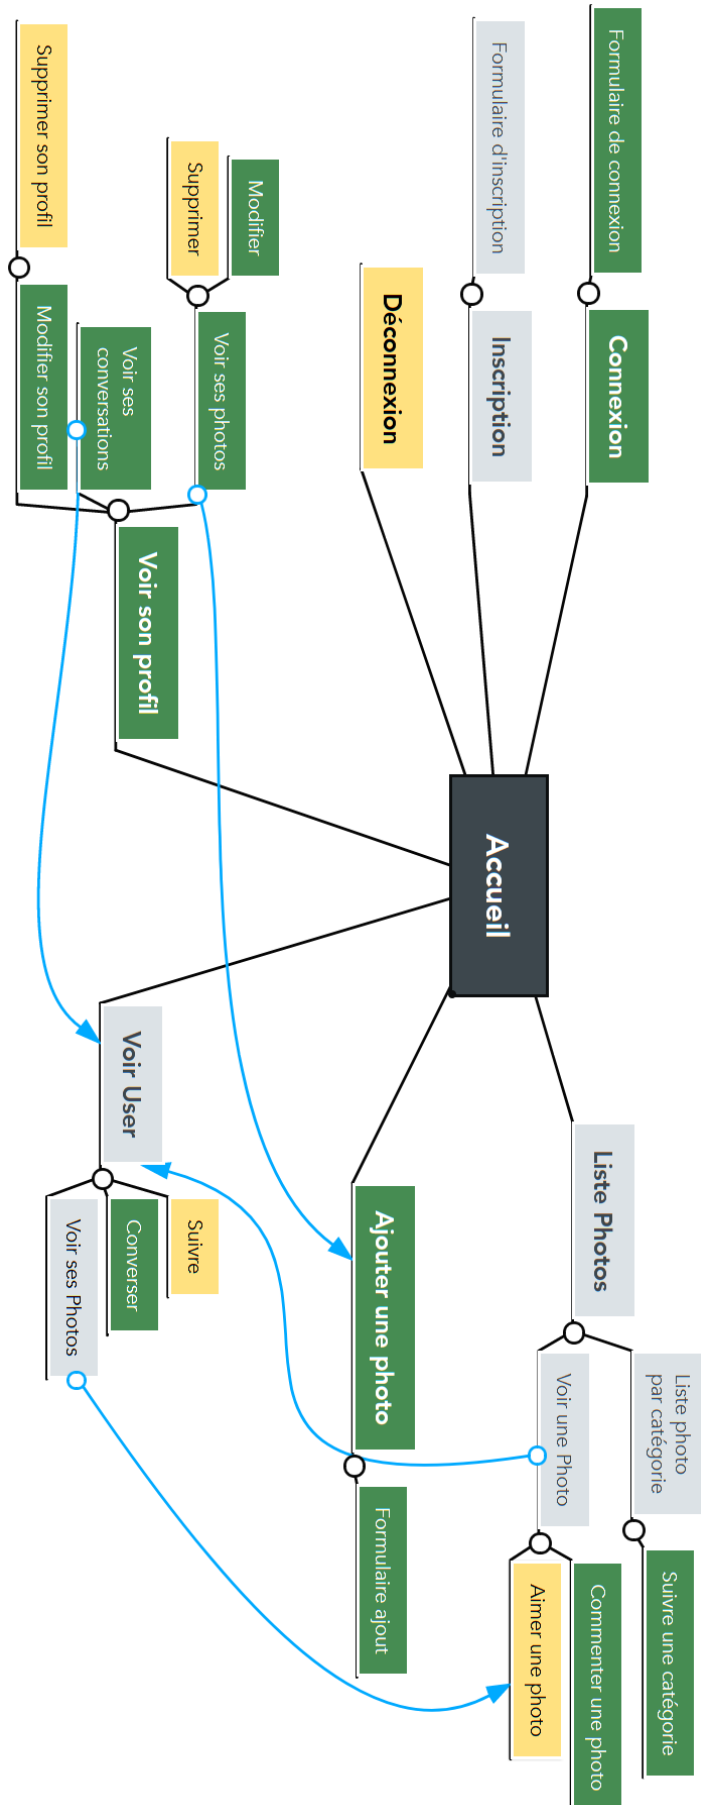 Accueil
Connexion
Formulaire de connexion
Inscription
Formulaire d'inscription
Déconnexion
Voir son profil
Voir ses photos
Modifier
Supprimer
Voir ses
conversations
Modifier son profil
Supprimer son profil
Liste Photos
Liste photo
par catégorie
Suivre une catégorie
Voir une Photo
Commenter une photo
Aimer une photo
Ajouter une photo
Formulaire ajout
Voir User
Suivre
Converser
Voir ses Photos